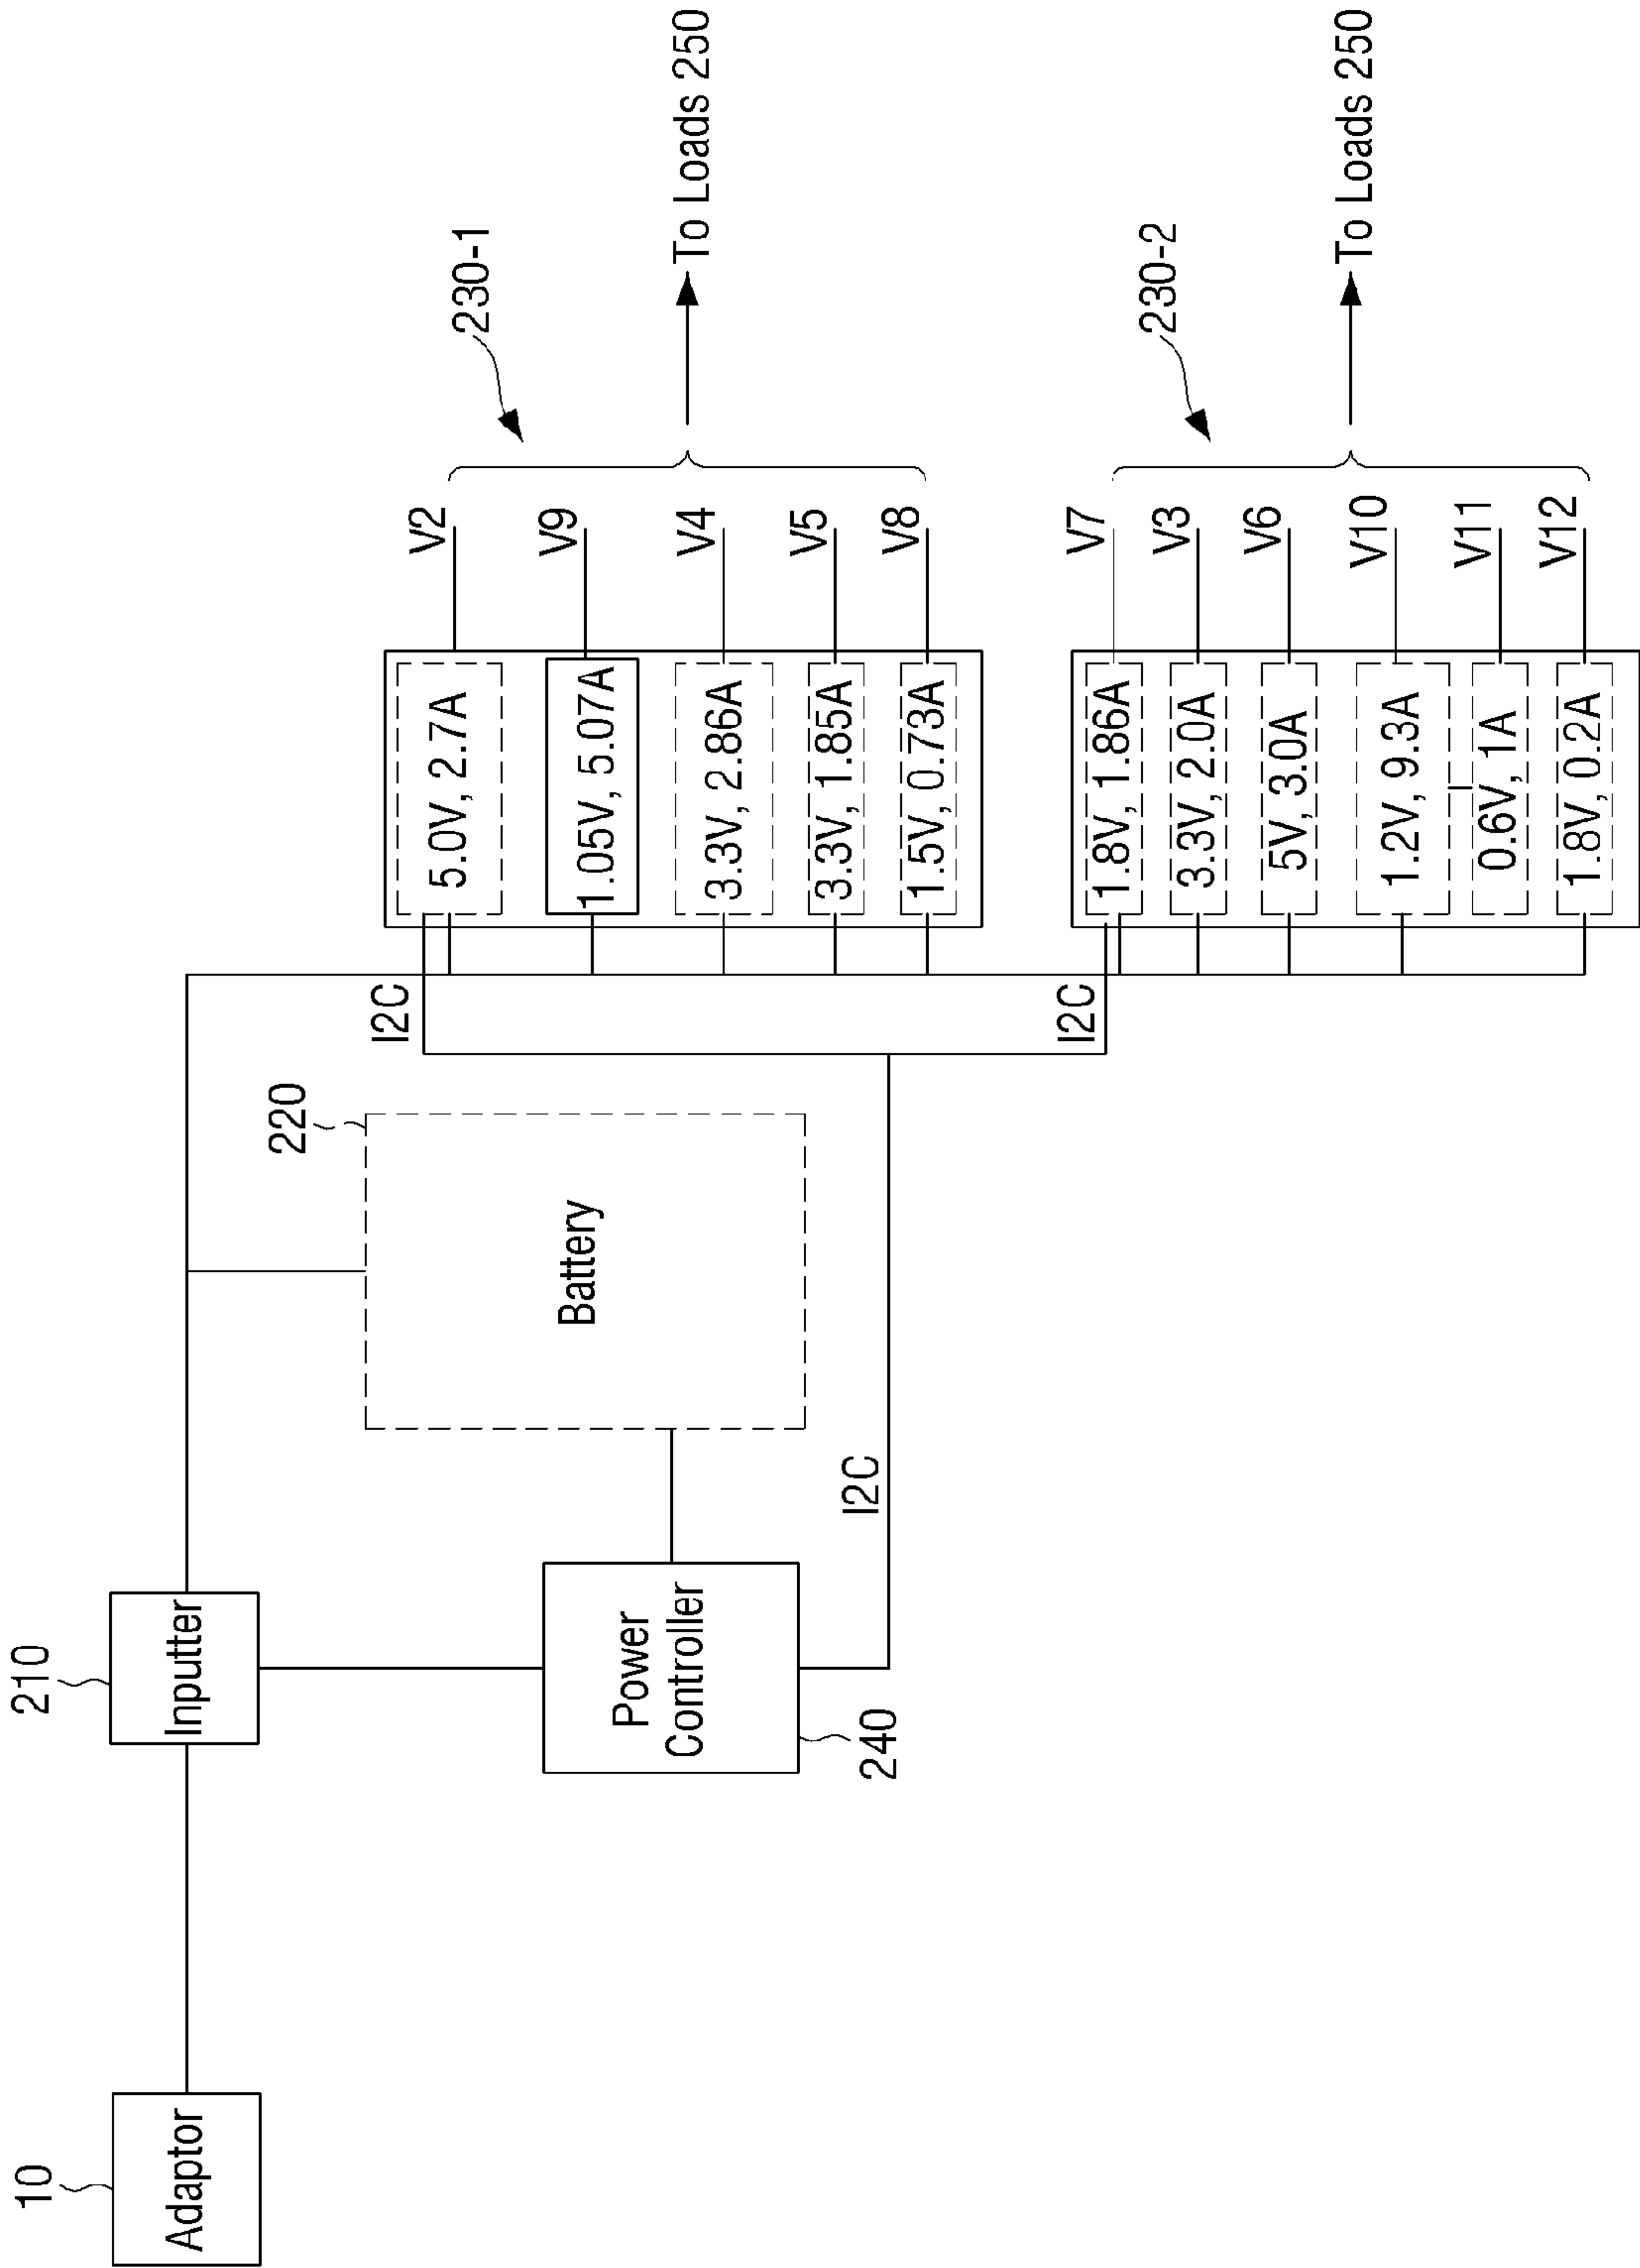 10
Adaptor
210
Inputter
Power
Controller
240
220
Battery
I2C
I2C
I2C
5.0V, 2.7A
1.05V, 5.07A
3.3V, 2.86A
3.3V, 1.85A
1.5V, 0.73A
V2
V9
V4
V5
V8
230-1
To Loads 250
1.8V, 1.86A
3.3V, 2.0A
5V, 3.0A
1.2V, 9.3A
0.6V, 1A
1.8V, 0.2A
V7
V3
V6
V10
V11
V12
230-2
To Loads 250